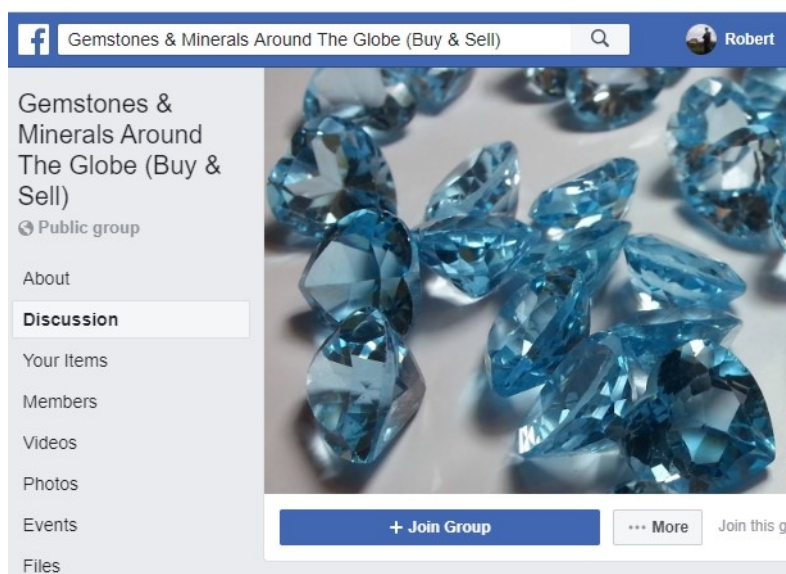 f
Gemstones & Minerals Around The Globe (Buy & Sell)
Robert
Gemstones &
Minerals Around
The Globe (Buy &
Sell)
Public group
About
Discussion
Your Items
Members
Videos
Photos
Events
Files
+ Join Group
••• More
Join this g